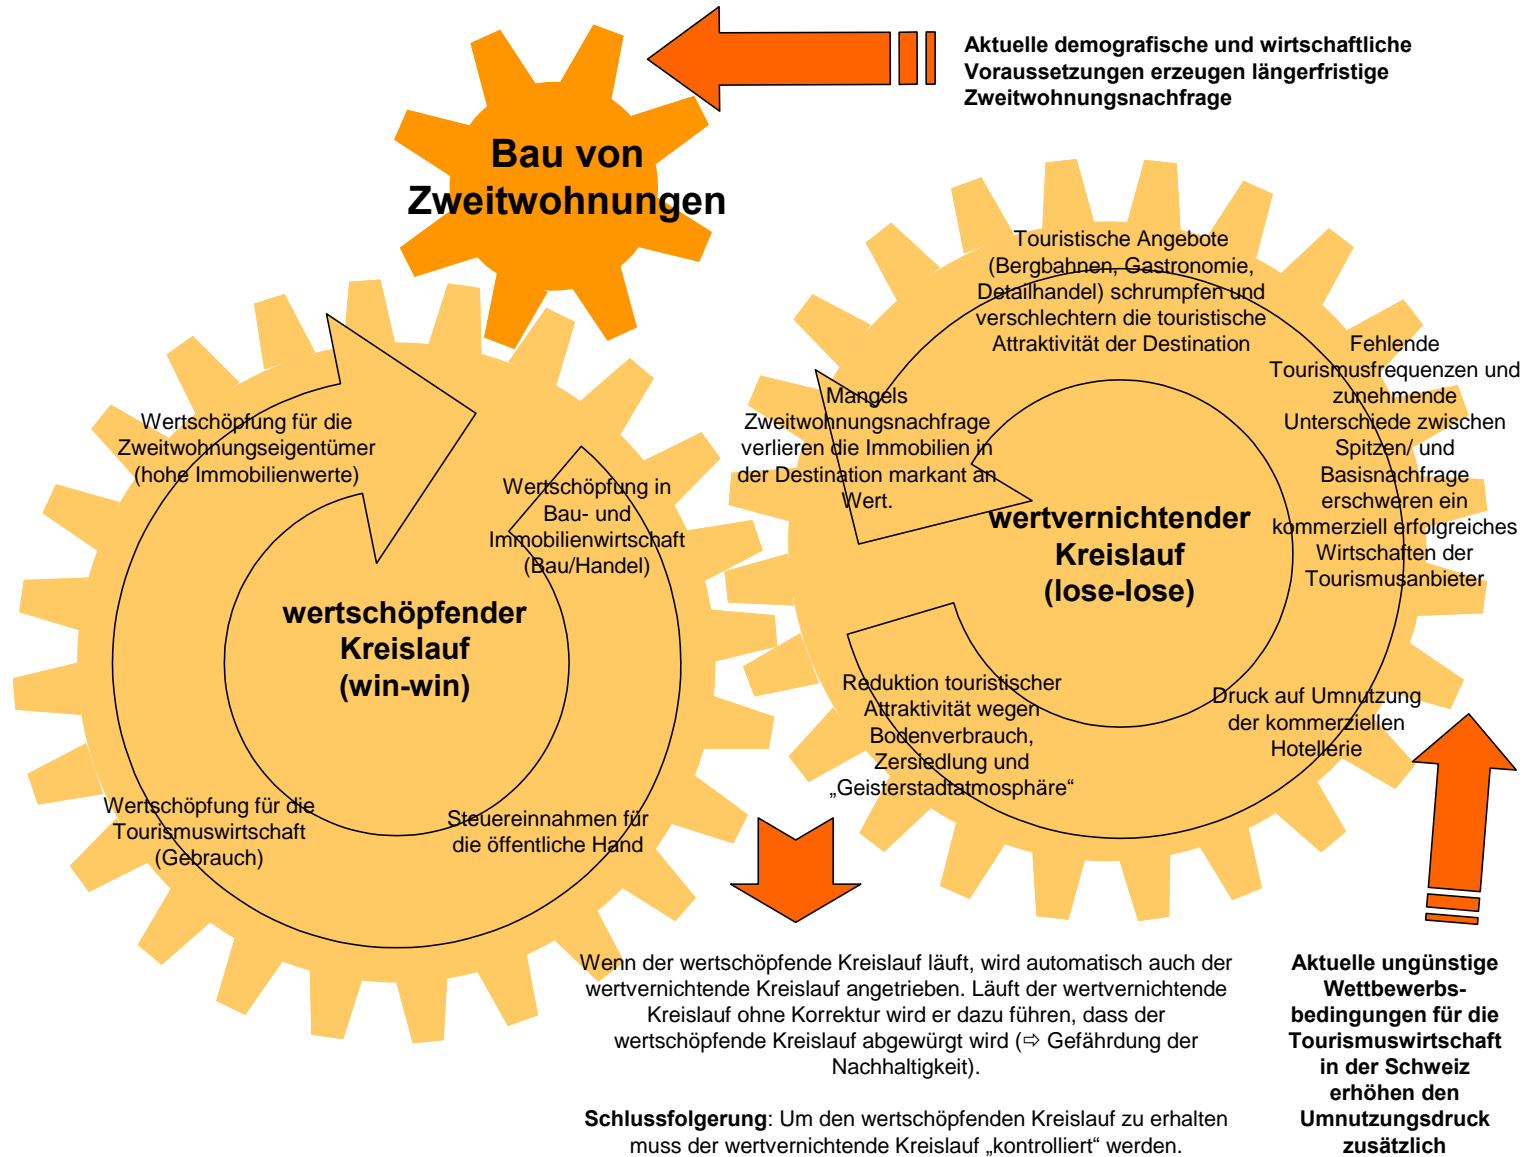 Aktuelle demografische und wirtschaftliche
Voraussetzungen erzeugen längerfristige
Zweitwohnungsnachfrage
Bau von
Zweitwohnungen
Wertschöpfung für die
Zweitwohnungseigentümer
(hohe Immobilienwerte)
Wertschöpfung in
Bau- und
Immobilienwirtschaft
(Bau/Handel)
wertschöpfender
Kreislauf
(win-win)
Wertschöpfung für die
Tourismuswirtschaft
(Gebrauch)
Steuereinnahmen für
die öffentliche Hand
Touristische Angebote
(Bergbahnen, Gastronomie,
Detailhandel) schrumpfen und
verschlechtern die touristische
Attraktivität der Destination
Mangels
Zweitwohnungsnachfrage
verlieren die Immobilien in
der Destination markant an
Wert.
Fehlende
Tourismusfrequenzen und
zunehmende
Unterschiede zwischen
Spitzen/ und
Basisnachfrage
erschweren ein
kommerziell erfolgreiches
Wirtschaften der
Tourismusanbieter
wertvernichtender
Kreislauf
(lose-lose)
Reduktion touristischer
Attraktivität wegen
Bodenverbrauch,
Zersiedlung und
„Geisterstadtatmosphäre“
Druck auf Umnutzung
der kommerziellen
Hotellerie
Wenn der wertschöpfende Kreislauf läuft, wird automatisch auch der
wertvernichtende Kreislauf angetrieben. Läuft der wertvernichtende
Kreislauf ohne Korrektur wird er dazu führen, dass der
wertschöpfende Kreislauf abgewürgt wird (⇨ Gefährdung der
Nachhaltigkeit).
Schlussfolgerung: Um den wertschöpfenden Kreislauf zu erhalten
muss der wertvernichtende Kreislauf „kontrolliert“ werden.
Aktuelle ungünstige
Wettbewerbs-
bedingungen für die
Tourismuswirtschaft
in der Schweiz
erhöhen den
Umnutzungsdruck
zusätzlich